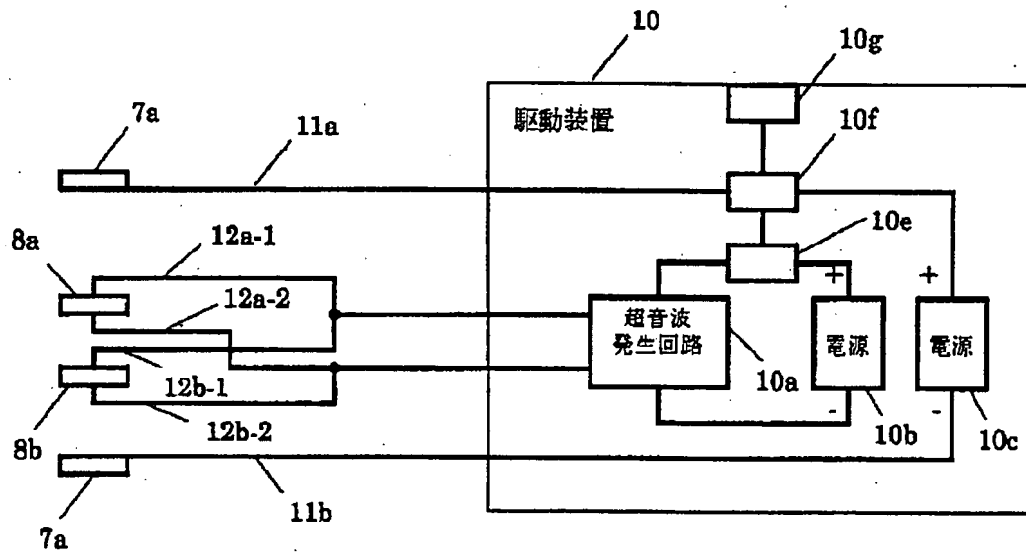 10
10g
駆動装置
10f
7a
11a
10e
8a
12a-1
12a-2
+
+
超音波
発生回路
電源
電源
12b-1
10a
12b-2
-
-
8b
10b
10c
11b
7a